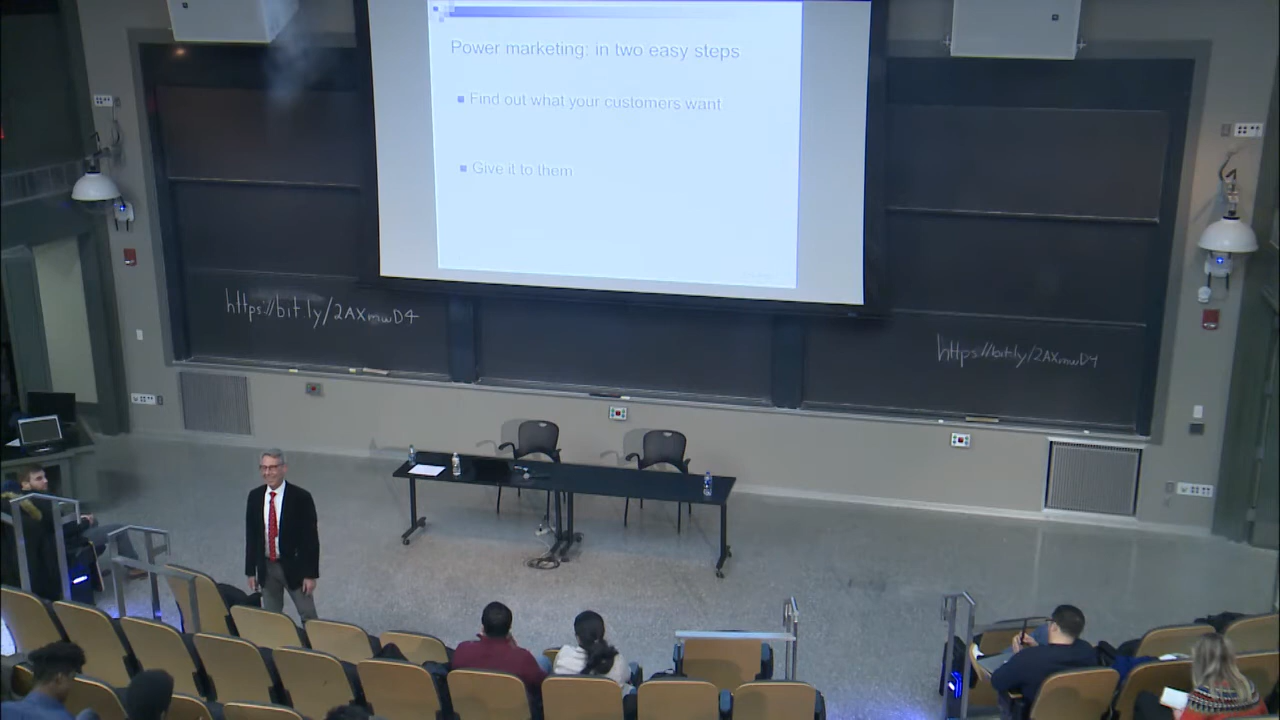 Power marketing: in two easy steps
Find out what your customers want
Give it to them
https://bit.ly/2AXmwD4
https://bit.ly/2AXmwD4